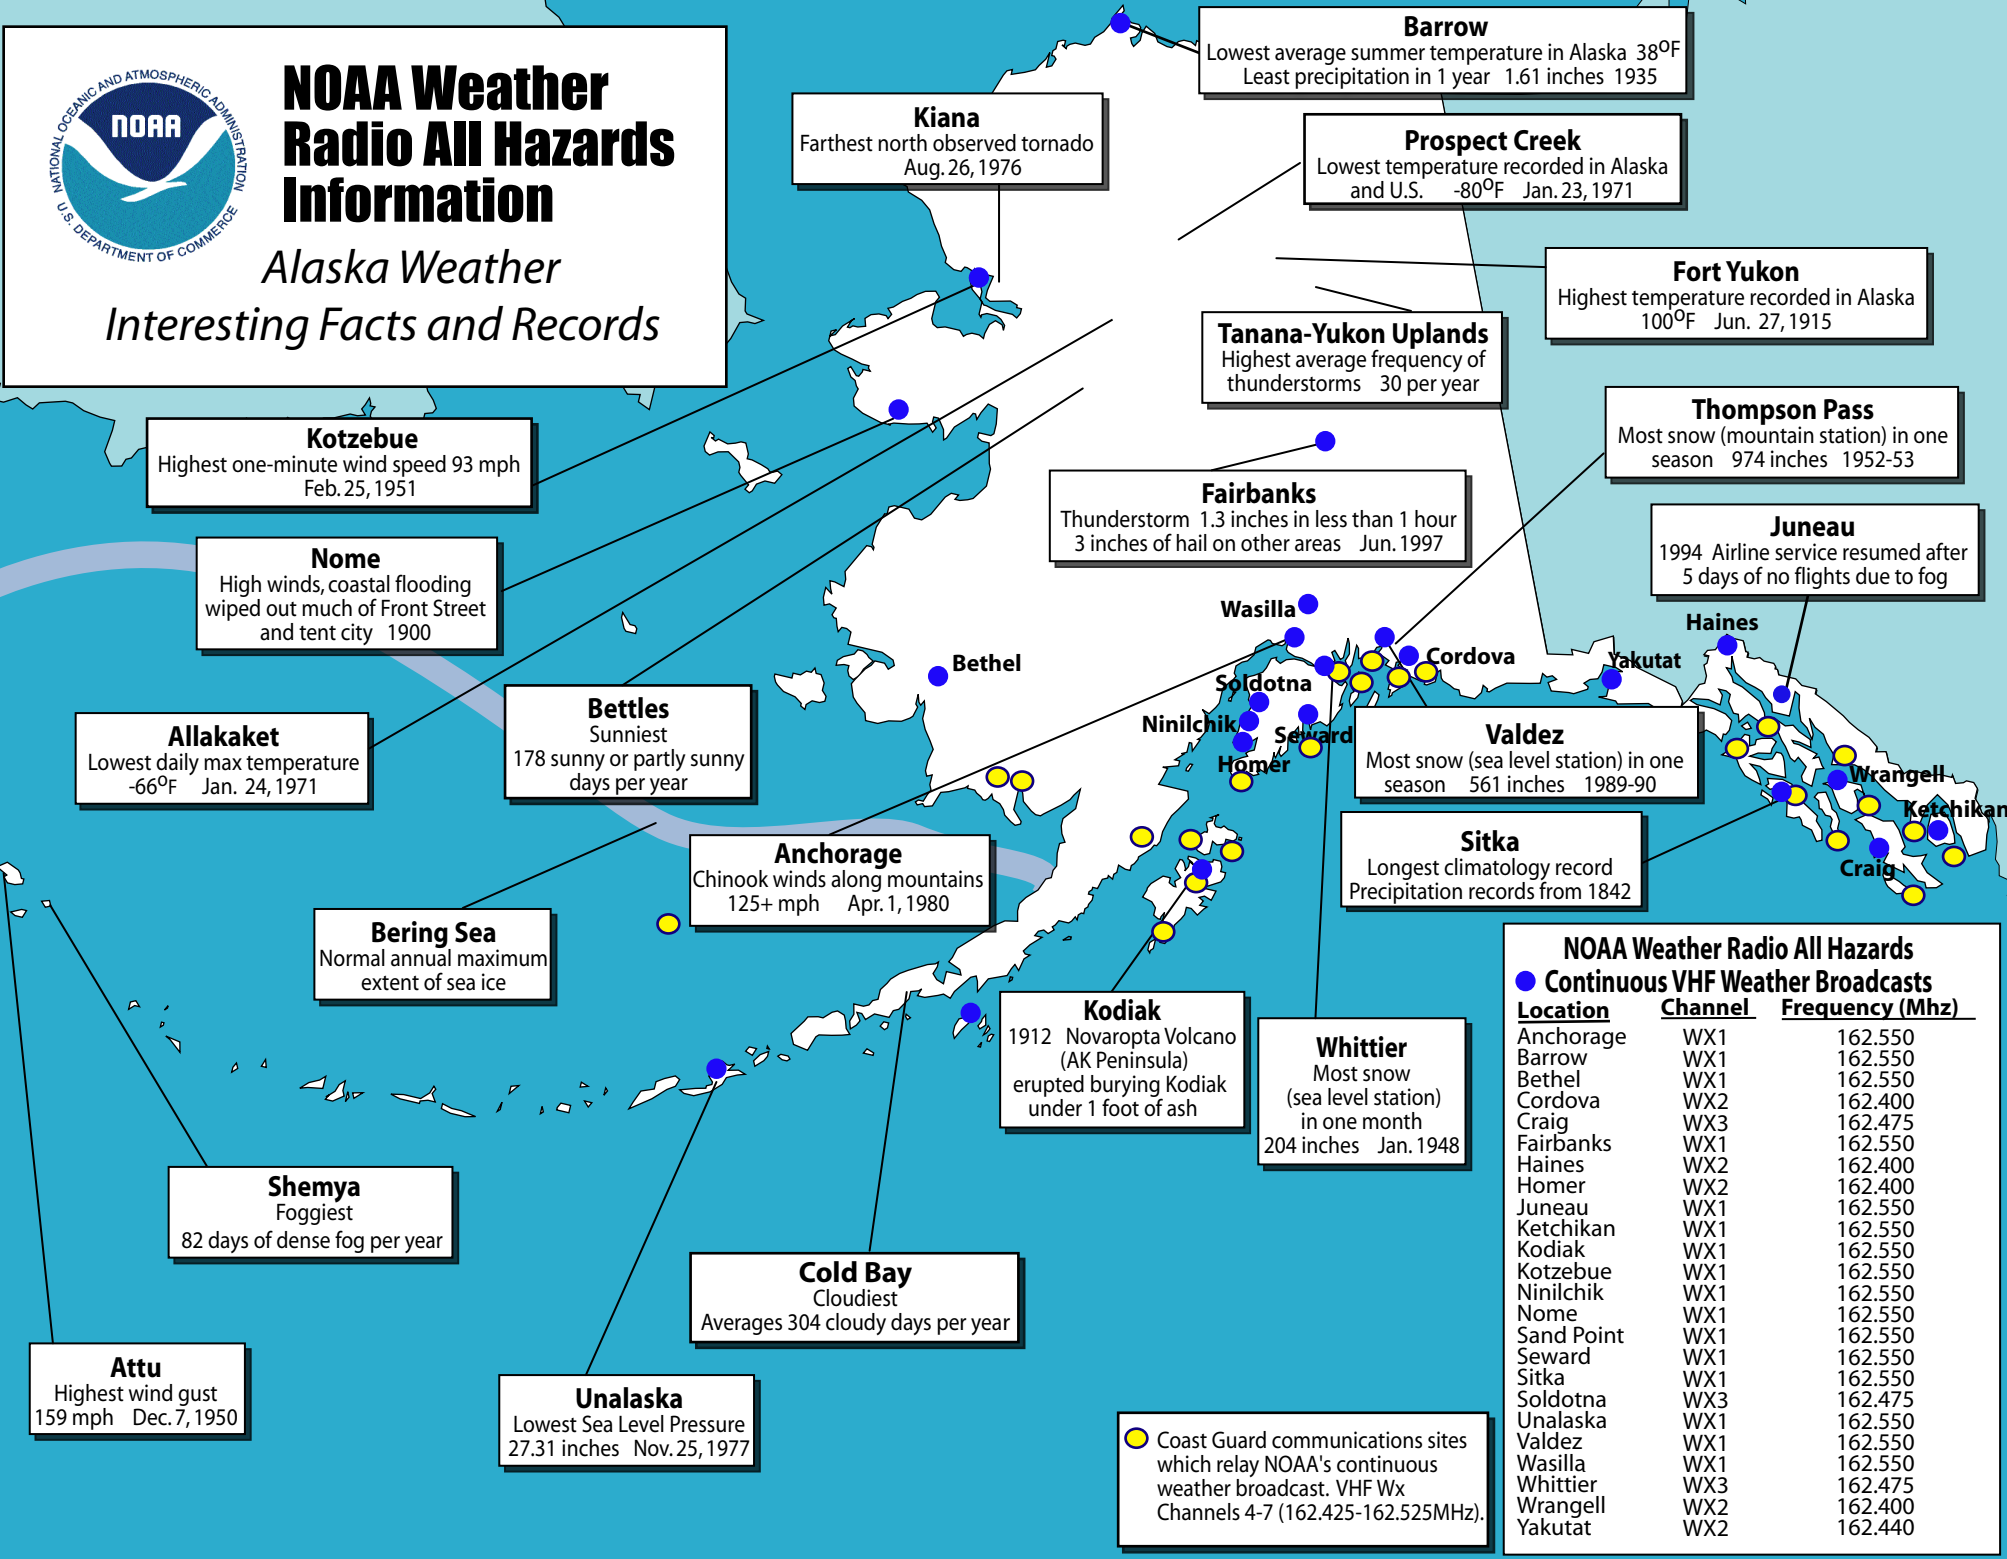 NATIONAL OCEANIC AND ATMOSPHERIC ADMINISTRATION
NOAA
U.S. DEPARTMENT OF COMMERCE
NOAA Weather
Radio All Hazards
Information
Alaska Weather
Interesting Facts and Records
Barrow
Lowest average summer temperature in Alaska 38°F
Least precipitation in 1 year 1.61 inches 1935
Kiana
Farthest north observed tornado
Aug. 26, 1976
Prospect Creek
Lowest temperature recorded in Alaska
and U.S. -80°F Jan. 23, 1971
Fort Yukon
Highest temperature recorded in Alaska
100°F Jun. 27, 1915
Tanana-Yukon Uplands
Highest average frequency of
thunderstorms 30 per year
Thompson Pass
Most snow (mountain station) in one
season 974 inches 1952-53
Kotzebue
Highest one-minute wind speed 93 mph
Feb. 25, 1951
Fairbanks
Thunderstorm 1.3 inches in less than 1 hour
3 inches of hail on other areas Jun. 1997
Juneau
1994 Airline service resumed after
5 days of no flights due to fog
Nome
High winds, coastal flooding
wiped out much of Front Street
and tent city 1900
Wasilla
Haines
Bethel
Cordova
Yakutat
Soldotna
Ninilchik
Seward
Homer
Bettles
Sunniest
178 sunny or partly sunny
days per year
Allakaket
Lowest daily max temperature
-66°F Jan. 24, 1971
Valdez
Most snow (sea level station) in one
season 561 inches 1989-90
Wrangell
Ketchikan
Craig
Anchorage
Chinook winds along mountains
125+ mph Apr. 1, 1980
Sitka
Longest climatology record
Precipitation records from 1842
Bering Sea
Normal annual maximum
extent of sea ice
Kodiak
1912 Novaropta Volcano
(AK Peninsula)
erupted burying Kodiak
under 1 foot of ash
Whittier
Most snow
(sea level station)
in one month
204 inches Jan. 1948
Shemya
Foggiest
82 days of dense fog per year
Cold Bay
Cloudiest
Averages 304 cloudy days per year
Attu
Highest wind gust
159 mph Dec. 7, 1950
Unalaska
Lowest Sea Level Pressure
27.31 inches Nov. 25, 1977
Coast Guard communications sites
which relay NOAA's continuous
weather broadcast. VHF Wx
Channels 4-7 (162.425-162.525MHz).
NOAA Weather Radio All Hazards
Continuous VHF Weather Broadcasts
Location Channel Frequency (Mhz)
Anchorage WX1 162.550
Barrow WX1 162.550
Bethel WX1 162.550
Cordova WX2 162.400
Craig WX3 162.475
Fairbanks WX1 162.550
Haines WX2 162.400
Homer WX2 162.400
Juneau WX1 162.550
Ketchikan WX1 162.550
Kodiak WX1 162.550
Kotzebue WX1 162.550
Ninilchik WX1 162.550
Nome WX1 162.550
Sand Point WX1 162.550
Seward WX1 162.550
Sitka WX1 162.550
Soldotna WX3 162.475
Unalaska WX1 162.550
Valdez WX1 162.550
Wasilla WX1 162.550
Whittier WX3 162.475
Wrangell WX2 162.400
Yakutat WX2 162.440